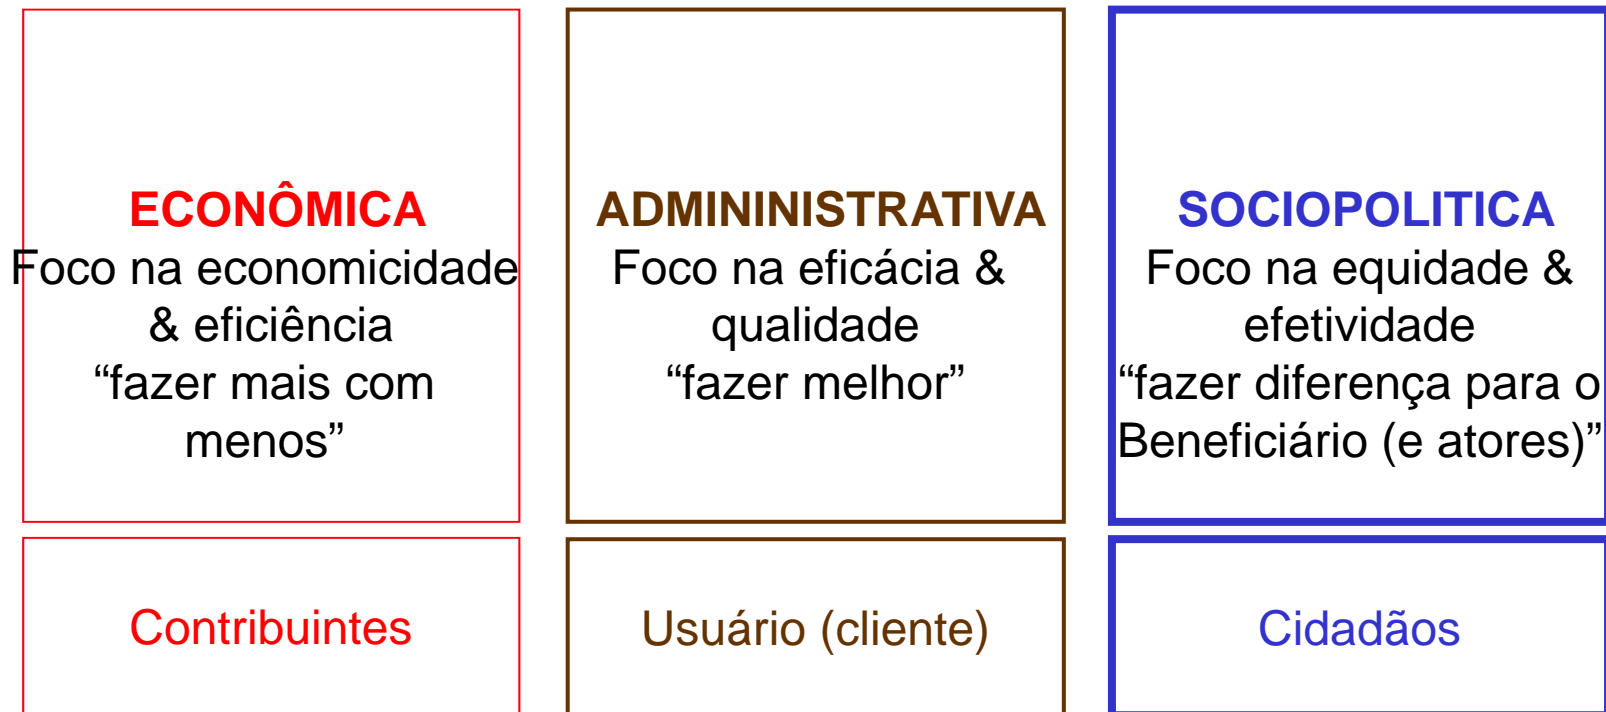 ECONÔMICA
Foco na economicidade
& eficiência
“fazer mais com
menos”
ADMININISTRATIVA
Foco na eficácia &
qualidade
“fazer melhor”
SOCIOPOLITICA
Foco na equidade &
efetividade
“fazer diferença para o
Beneficiário (e atores)”
Contribuintes
Usuário (cliente)
Cidadãos